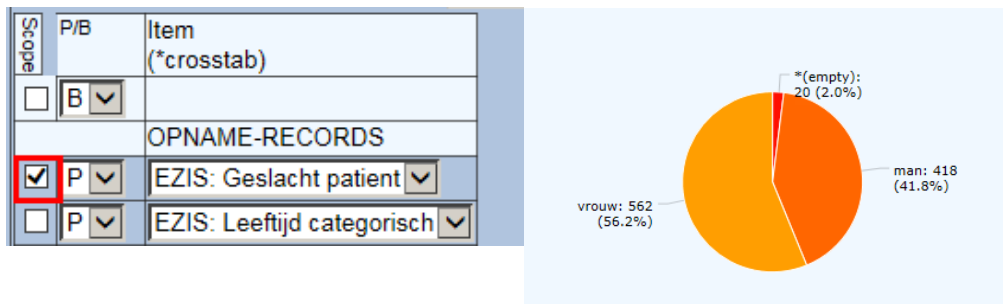 Scope
P/B
Item
(*crosstab)
B
OPNAME-RECORDS
P
EZIS: Geslacht patient
P
EZIS: Leeftijd categorisch
*(empty):
20 (2.0%)
man: 418
(41.8%)
vrouw: 562
(56.2%)